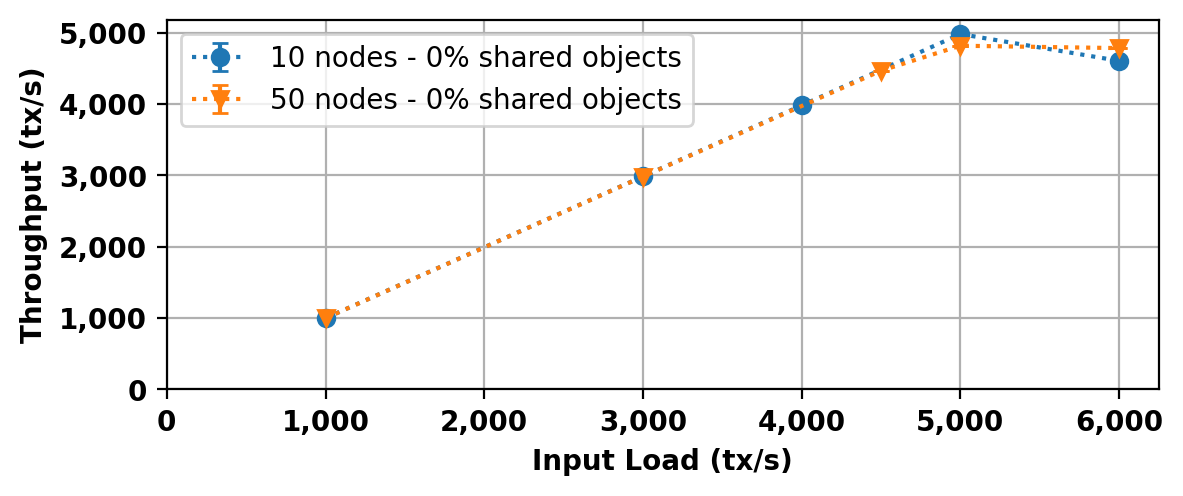 5,000
4,000
3,000
2,000
1,000
0
Throughput (tx/s)
10 nodes - 0% shared objects
50 nodes - 0% shared objects
0 1,000 2,000 3,000 4,000 5,000 6,000
Input Load (tx/s)